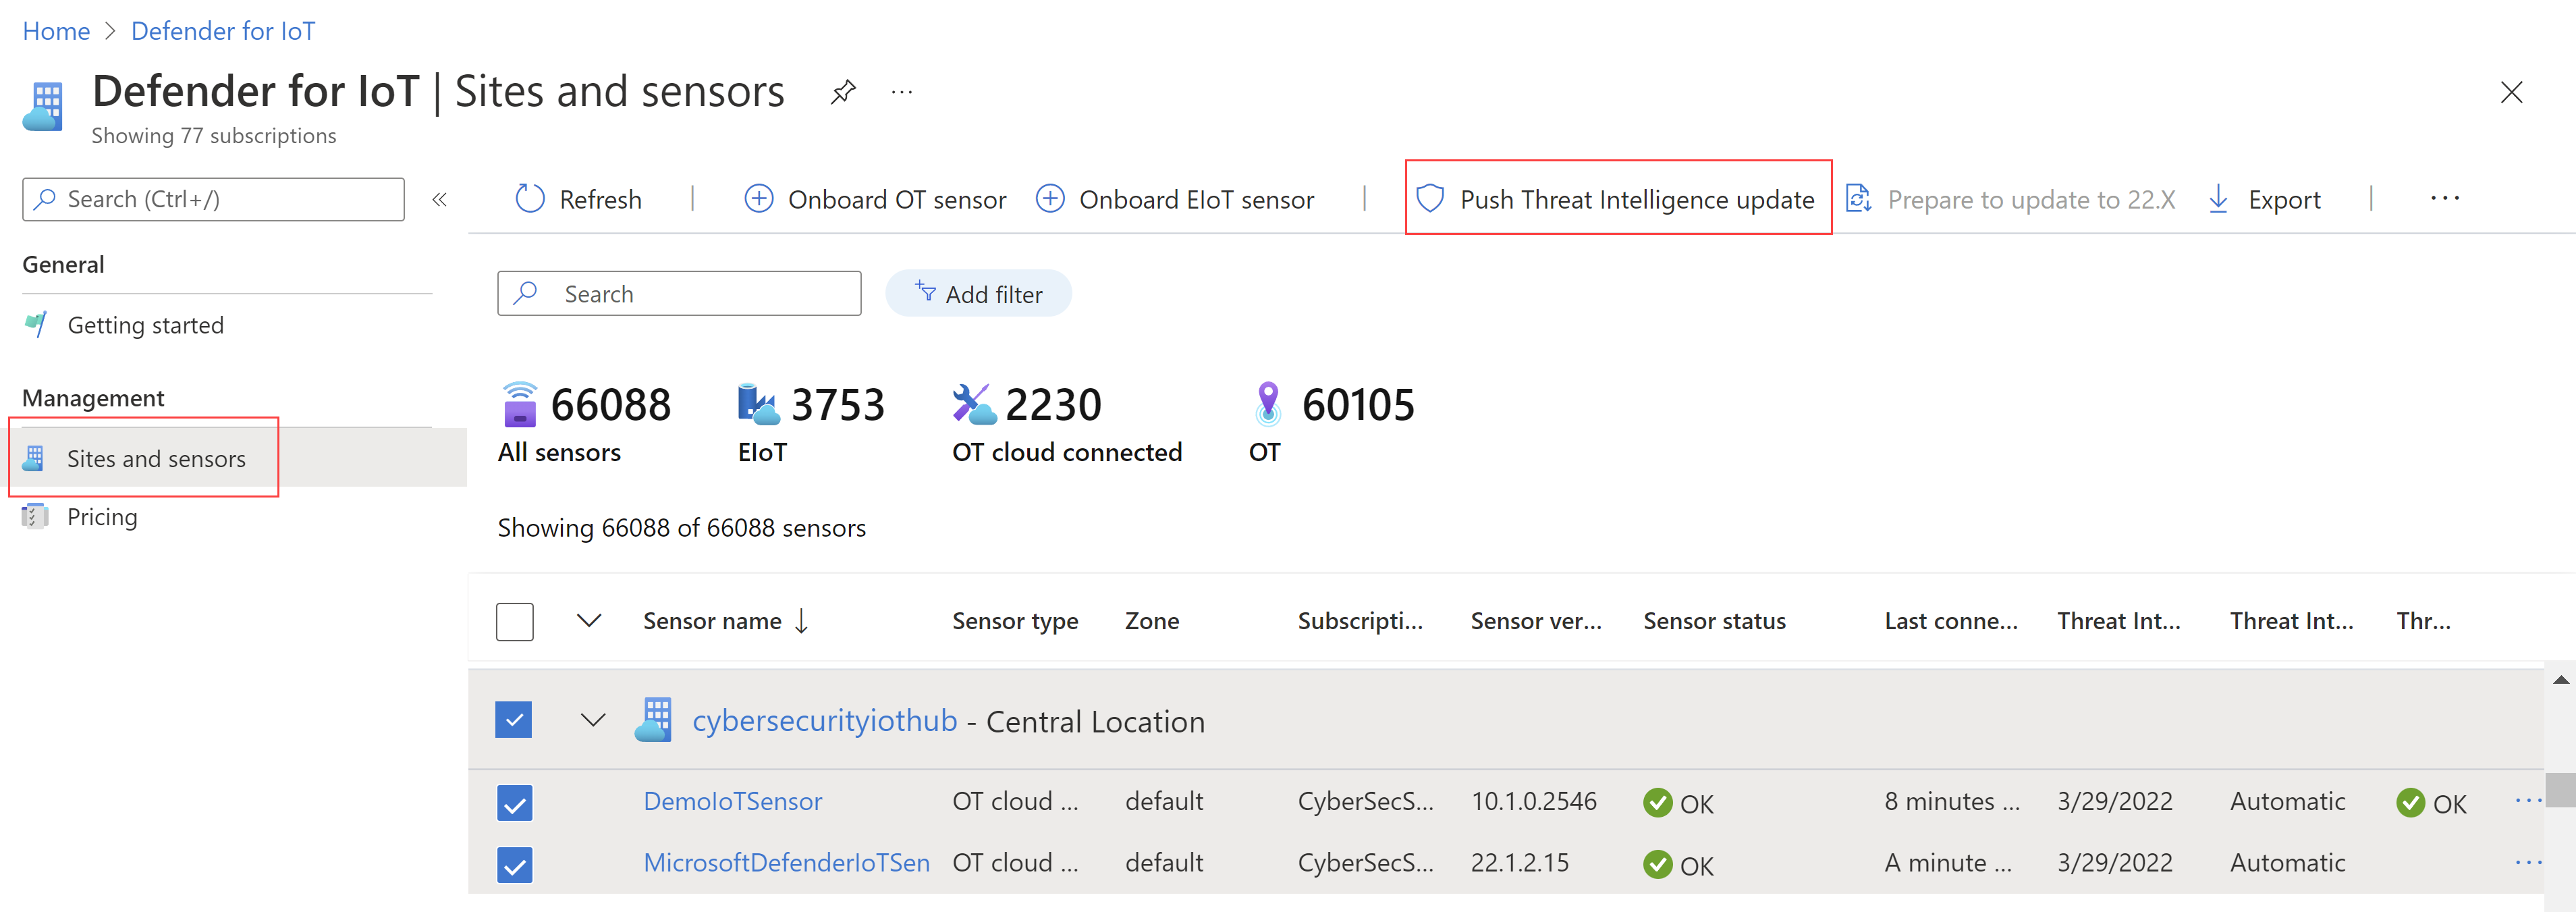 Home > Defender for IoT
Defender for IoT | Sites and sensors ...
Showing 77 subscriptions
Search (Ctrl+/) «
Refresh | Onboard OT sensor Onboard EIoT sensor | Push Threat Intelligence update Prepare to update to 22.X Export | ...
General
Getting started
Management
Sites and sensors
Pricing
Search Add filter
66088 3753 2230 60105
All sensors EIoT OT cloud connected OT
Showing 66088 of 66088 sensors
Sensor name ↓ Sensor type Zone Subscripti... Sensor ver... Sensor status Last conne... Threat Int... Threat Int... Thr...
cybersecurityiothub - Central Location
DemoIoTSensor OT cloud ... default CyberSecS... 10.1.0.2546 OK 8 minutes ... 3/29/2022 Automatic OK ...
MicrosoftDefenderIoTSen OT cloud ... default CyberSecS... 22.1.2.15 OK A minute ... 3/29/2022 Automatic ...